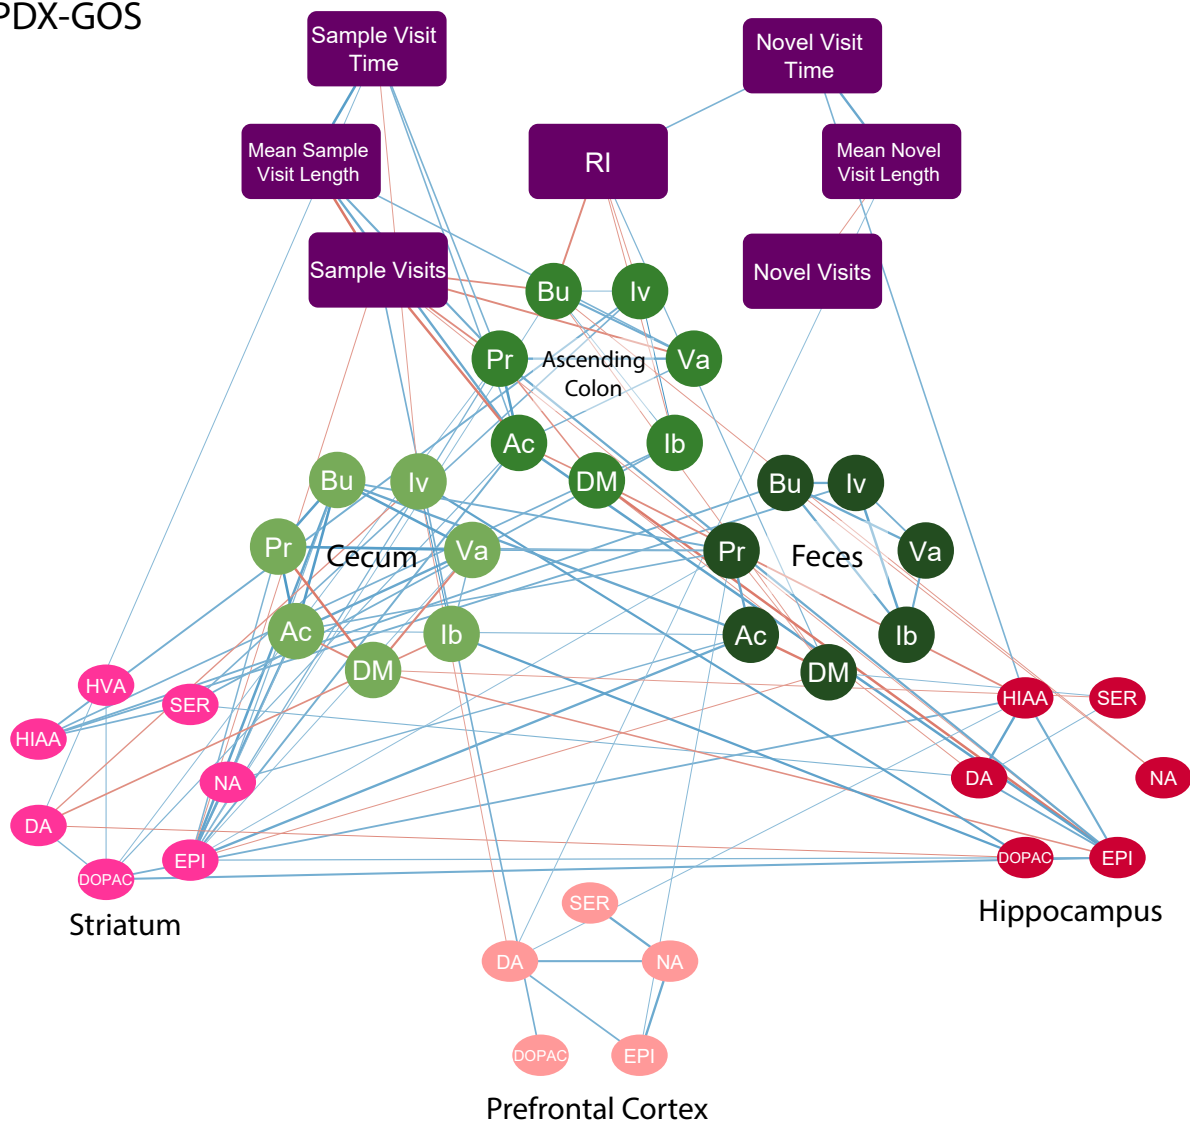 PDX-GOS
Sample Visit
Time
Novel Visit
Time
Mean Sample
Visit Length
RI
Mean Novel
Visit Length
Sample Visits
Novel Visits
Bu
Iv
Pr
Ascending
Colon
Va
Ac
Ib
DM
Bu
Iv
Pr
Cecum
Va
Ac
Ib
DM
Bu
Iv
Pr
Feces
Va
Ac
Ib
DM
HVA
SER
HIAA
NA
DA
EPI
DOPAC
Striatum
HIAA
SER
DA
NA
DOPAC
EPI
Hippocampus
SER
DA
NA
DOPAC
EPI
Prefrontal Cortex